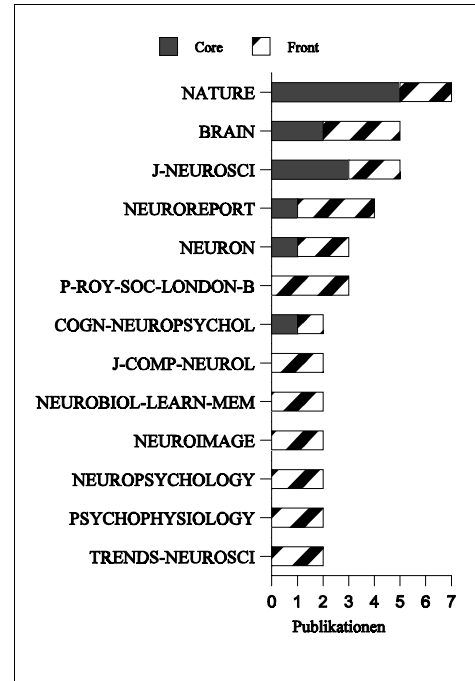 Core Front
NATURE
BRAIN
J-NEUROSCI
NEUROREPORT
NEURON
P-ROY-SOC-LONDON-B
COGN-NEUROPSYCHOL
J-COMP-NEUROL
NEUROBIOL-LEARN-MEM
NEUROIMAGE
NEUROPSYCHOLOGY
PSYCHOPHYSIOLOGY
TRENDS-NEUROSCI
0 1 2 3 4 5 6 7
Publikationen